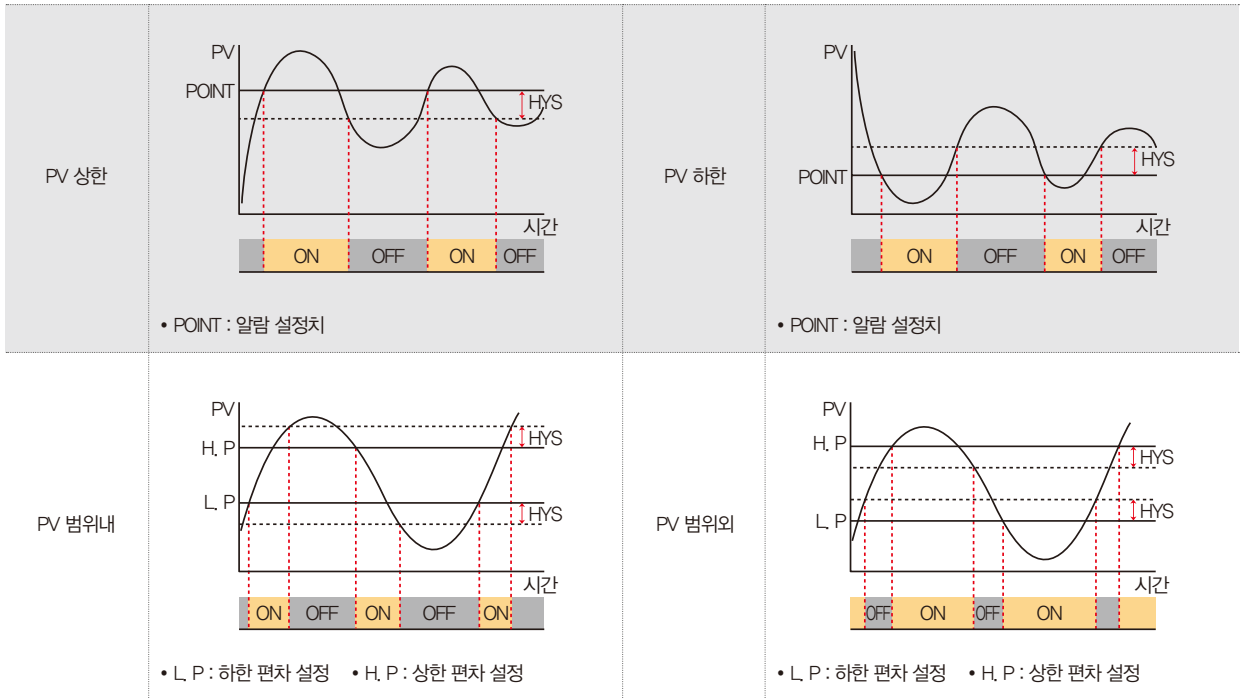 PV 상한
PV
POINT
HYS
시간
ON OFF ON OFF
• POINT : 알람 설정치
PV 하한
PV
POINT
HYS
시간
ON OFF ON OFF
• POINT : 알람 설정치
PV 범위내
PV
H. P
HYS
L. P
HYS
시간
ON OFF ON OFF ON
• L. P : 하한 편차 설정 • H. P : 상한 편차 설정
PV 범위외
PV
H. P
HYS
HYS
L. P
시간
OFF ON OFF ON
• L. P : 하한 편차 설정 • H. P : 상한 편차 설정